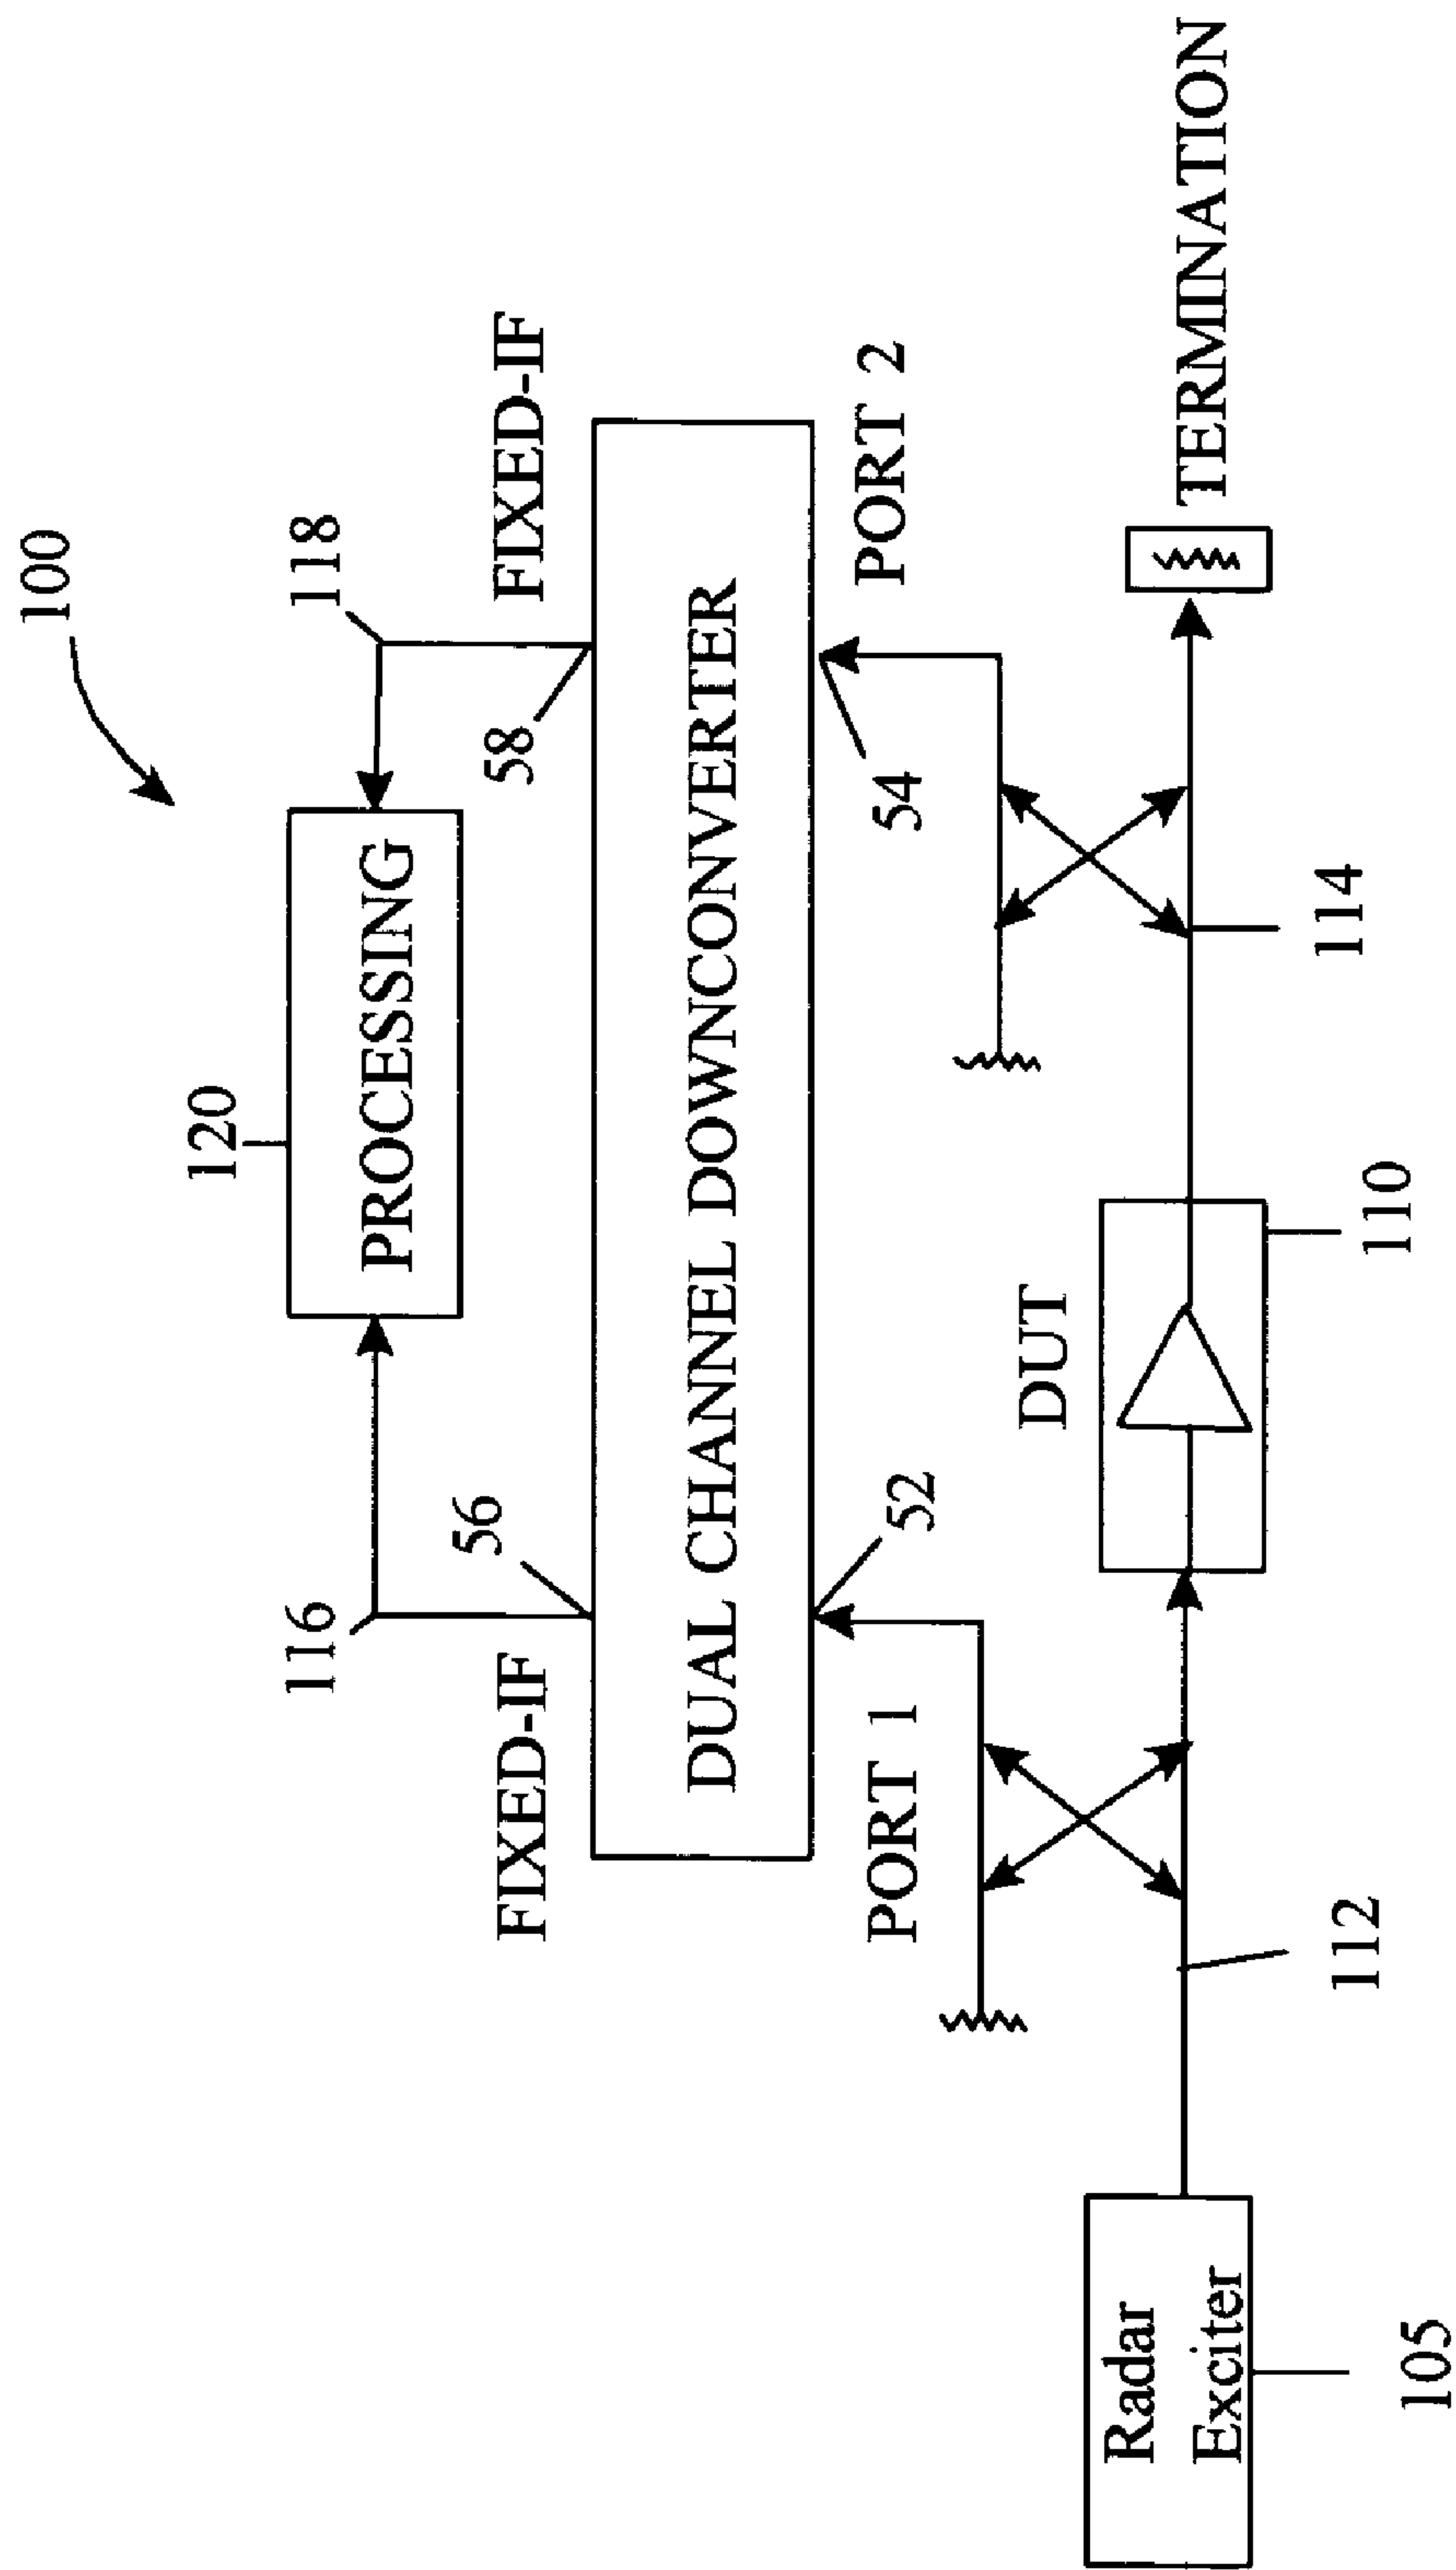 100
120
PROCESSING
116
118
FIXED-IF
56
58
FIXED-IF
DUAL CHANNEL DOWNCONVERTER
PORT 1
52
54
PORT 2
DUT
Radar
Exciter
TERMINATION
105
112
110
114